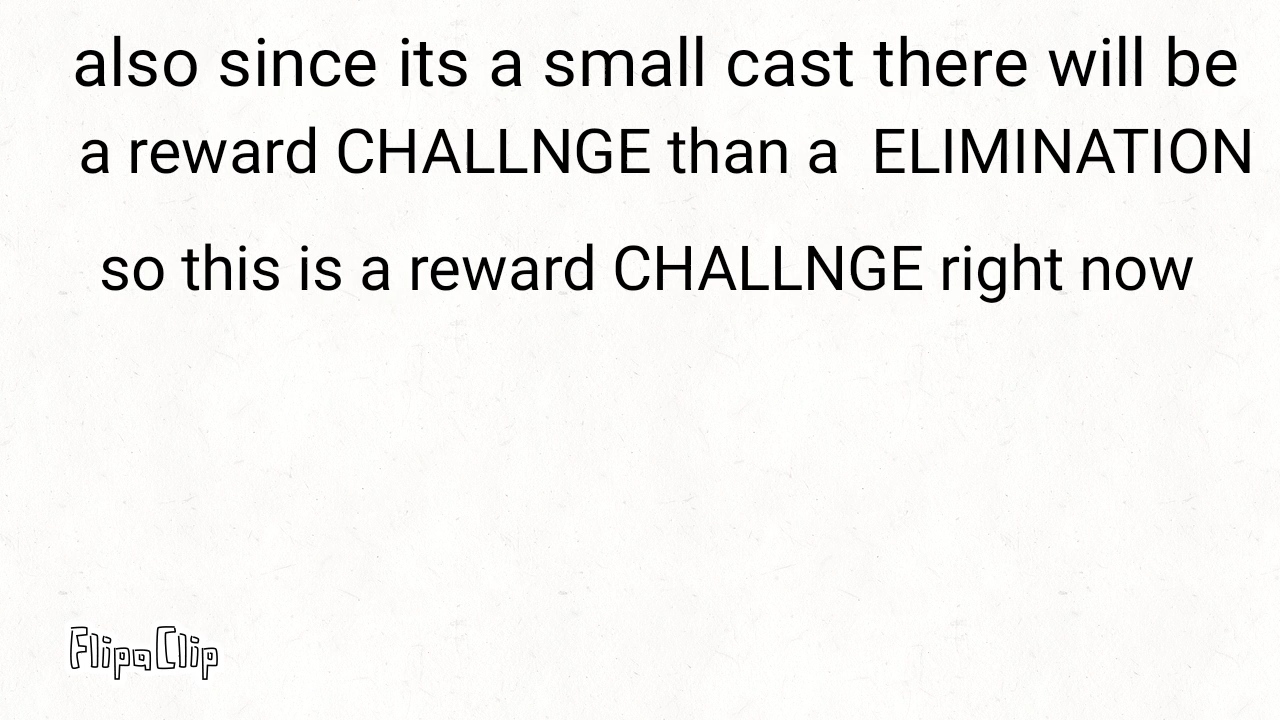 also since its a small cast there will be
a reward CHALLNGE than a  ELIMINATION
so this is a reward CHALLNGE right now
FlipaClip